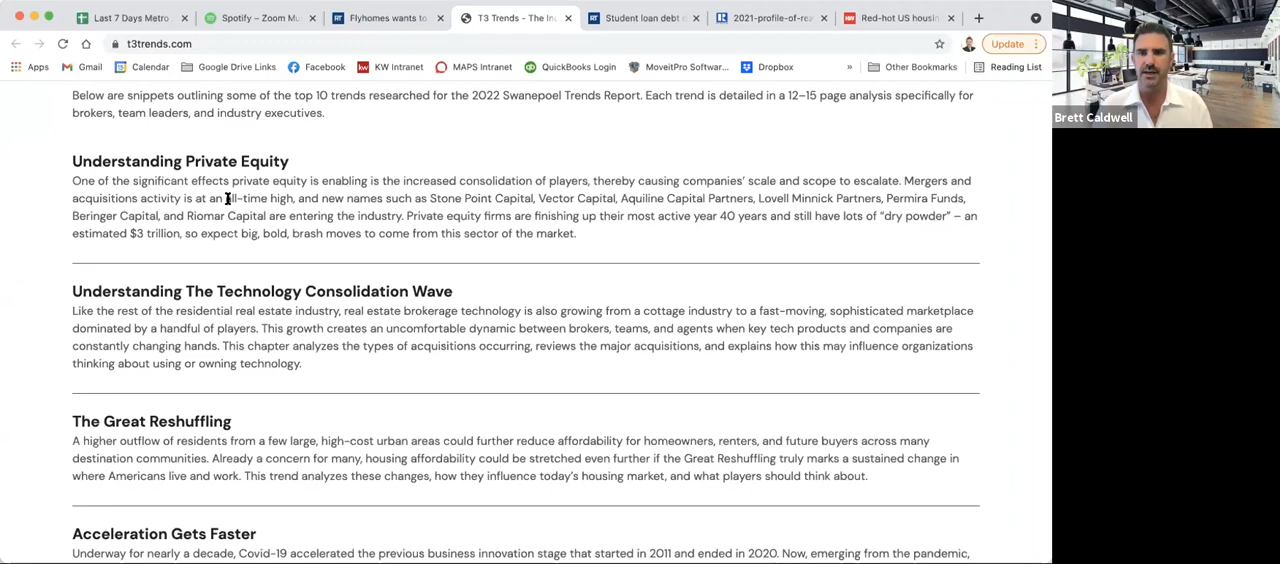 Last 7 Days Metro
Spotify – Zoom Mu
Flyhomes wants to
T3 Trends - The In
Student loan debt
2021-profile-of-re
Red-hot US housin
t3trends.com
Update
Apps
Gmail
Calendar
Google Drive Links
Facebook
KW Intranet
MAPS Intranet
QuickBooks Login
MoveitPro Softwar...
Dropbox
»
Other Bookmarks
Reading List
Below are snippets outlining some of the top 10 trends researched for the 2022 Swanepoel Trends Report. Each trend is detailed in a 12–15 page analysis specifically for
brokers, team leaders, and industry executives.
Understanding Private Equity
One of the significant effects private equity is enabling is the increased consolidation of players, thereby causing companies' scale and scope to escalate. Mergers and
acquisitions activity is at an all-time high, and new names such as Stone Point Capital, Vector Capital, Aquiline Capital Partners, Lovell Minnick Partners, Permira Funds,
Beringer Capital, and Riomar Capital are entering the industry. Private equity firms are finishing up their most active year 40 years and still have lots of “dry powder” – an
estimated $3 trillion, so expect big, bold, brash moves to come from this sector of the market.
Understanding The Technology Consolidation Wave
Like the rest of the residential real estate industry, real estate brokerage technology is also growing from a cottage industry to a fast-moving, sophisticated marketplace
dominated by a handful of players. This growth creates an uncomfortable dynamic between brokers, teams, and agents when key tech products and companies are
constantly changing hands. This chapter analyzes the types of acquisitions occurring, reviews the major acquisitions, and explains how this may influence organizations
thinking about using or owning technology.
The Great Reshuffling
A higher outflow of residents from a few large, high-cost urban areas could further reduce affordability for homeowners, renters, and future buyers across many
destination communities. Already a concern for many, housing affordability could be stretched even further if the Great Reshuffling truly marks a sustained change in
where Americans live and work. This trend analyzes these changes, how they influence today's housing market, and what players should think about.
Acceleration Gets Faster
Underway for nearly a decade, Covid-19 accelerated the previous business innovation stage that started in 2011 and ended in 2020. Now, emerging from the pandemic,
Brett Caldwell